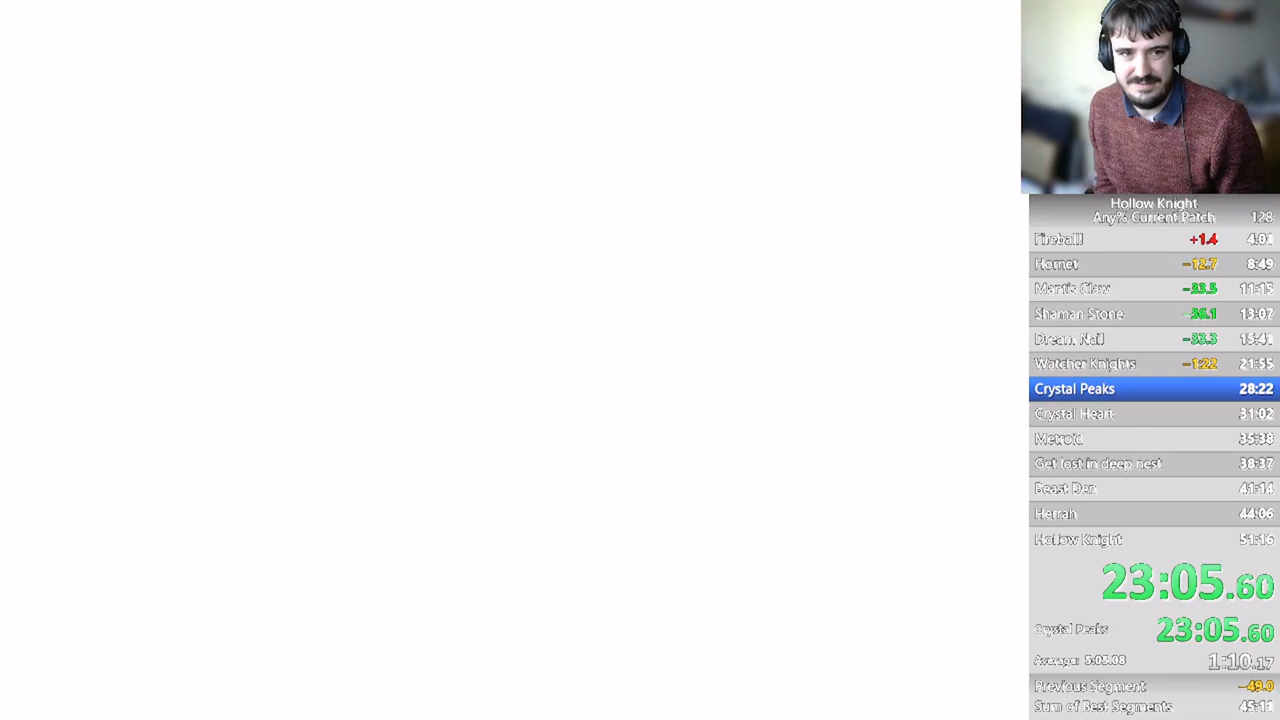 Hollow Knight
Any% Current Patch 128
Fireball +1.4 4:01
Hornet -12.7 8:49
Mantis Claw -33.5 11:15
Shaman Stone -36.1 13:07
Dream Nail -33.3 15:41
Watcher Knights -1:22 21:55
Crystal Peaks 28:22
Crystal Heart 31:02
Metroid 35:38
Get lost in deep nest 38:37
Beast Den 41:14
Herrah 44:06
Hollow Knight 51:16
23:05.60
Crystal Peaks 23:05.60
Average: 5:05.08 1:10.17
Previous Segment -49.0
Sum of Best Segments 45:11